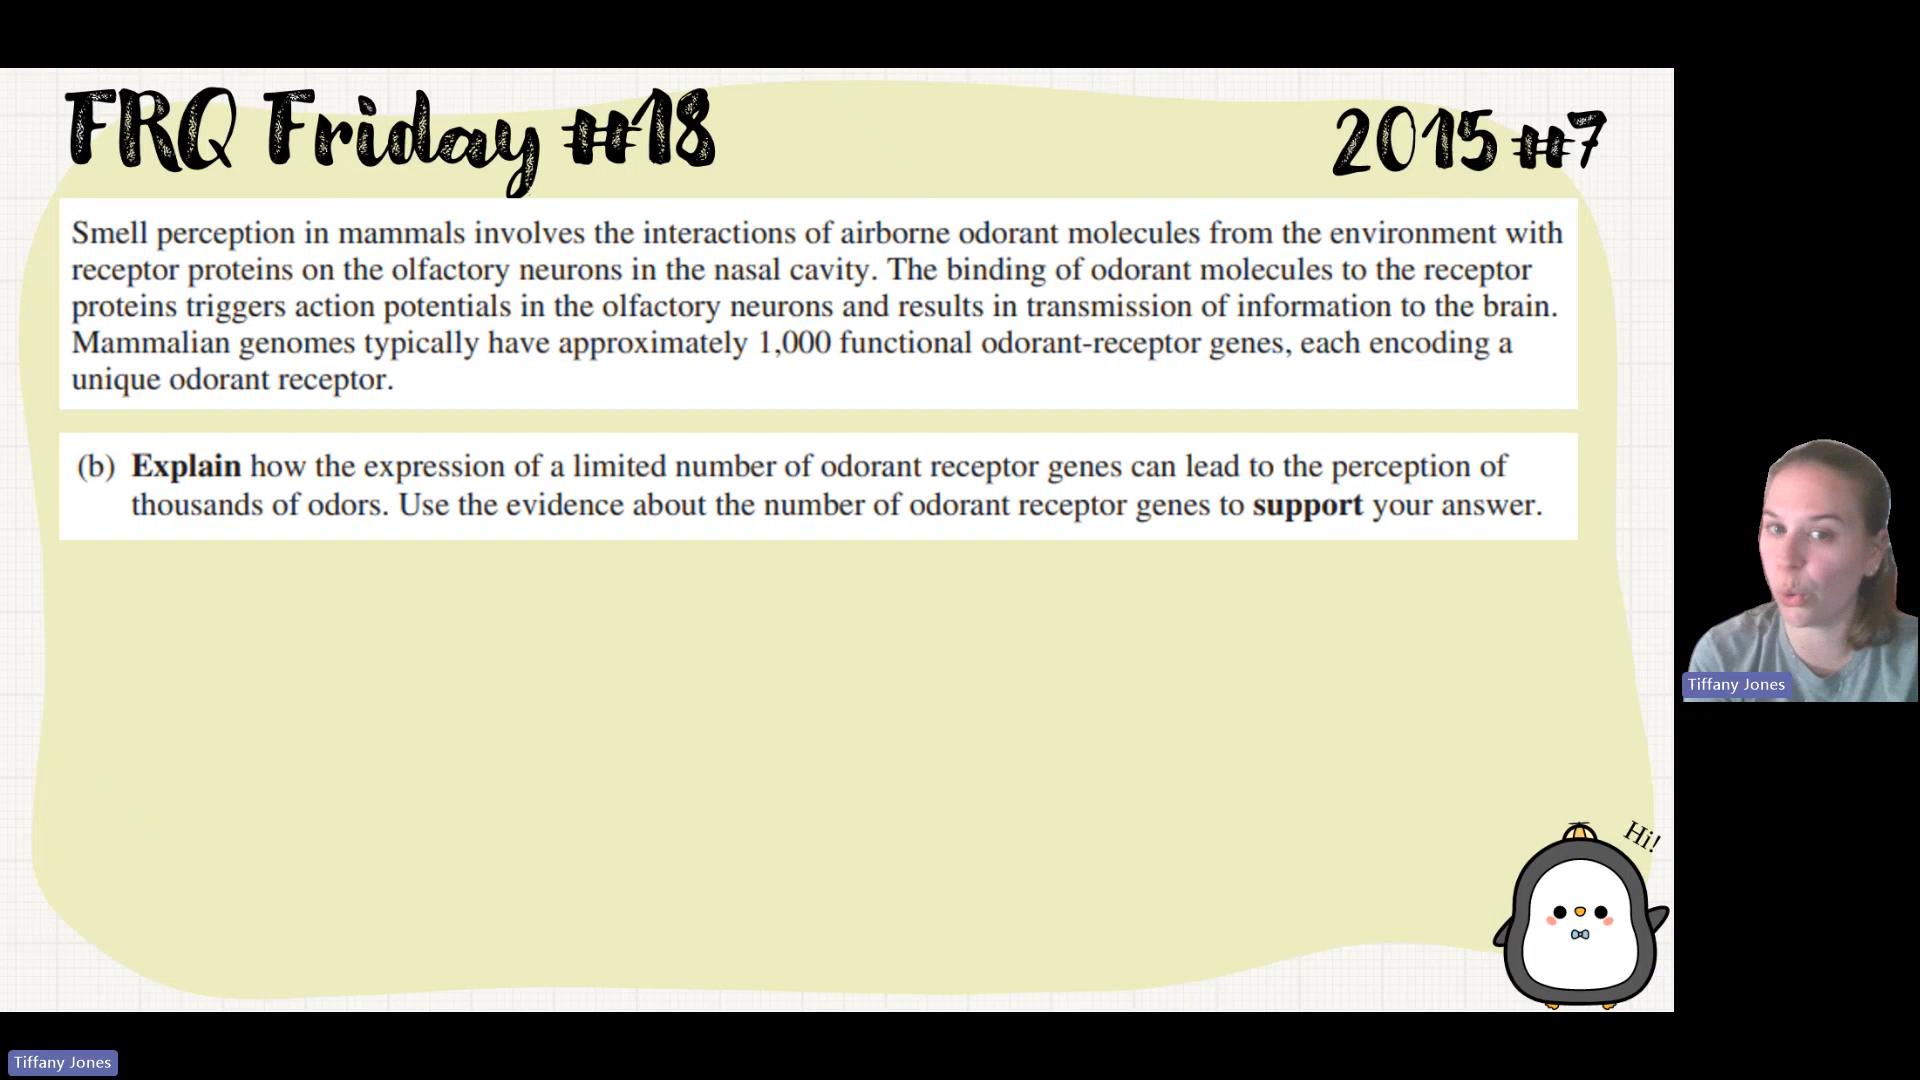 FRQ Friday #18
2015 #7
Smell perception in mammals involves the interactions of airborne odorant molecules from the environment with
receptor proteins on the olfactory neurons in the nasal cavity. The binding of odorant molecules to the receptor
proteins triggers action potentials in the olfactory neurons and results in transmission of information to the brain.
Mammalian genomes typically have approximately 1,000 functional odorant-receptor genes, each encoding a
unique odorant receptor.
(b) Explain how the expression of a limited number of odorant receptor genes can lead to the perception of
thousands of odors. Use the evidence about the number of odorant receptor genes to support your answer.
Tiffany Jones
Hi!
Tiffany Jones